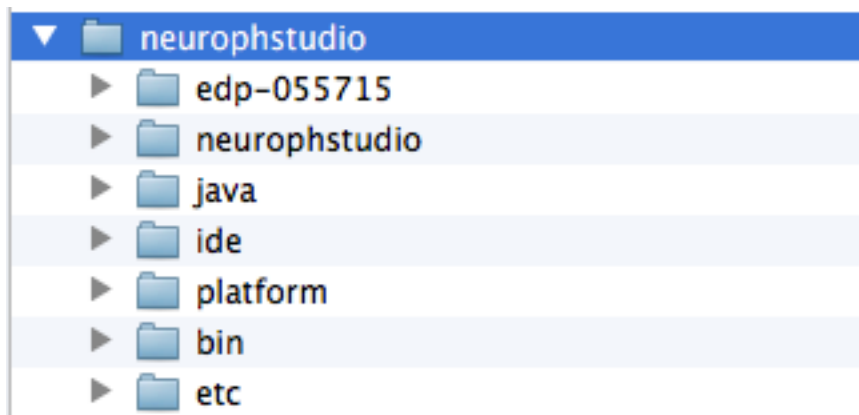 neurophstudio
edp-055715
neurophstudio
java
ide
platform
bin
etc